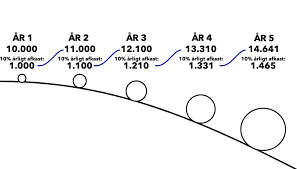 ÅR 1
10.000
10% årligt afkast:
1.000
ÅR 2
11.000
10% årligt afkast:
1.100
ÅR 3
12.100
10% årligt afkast:
1.210
ÅR 4
13.310
10% årligt afkast:
1.331
ÅR 5
14.641
10% årligt afkast:
1.465